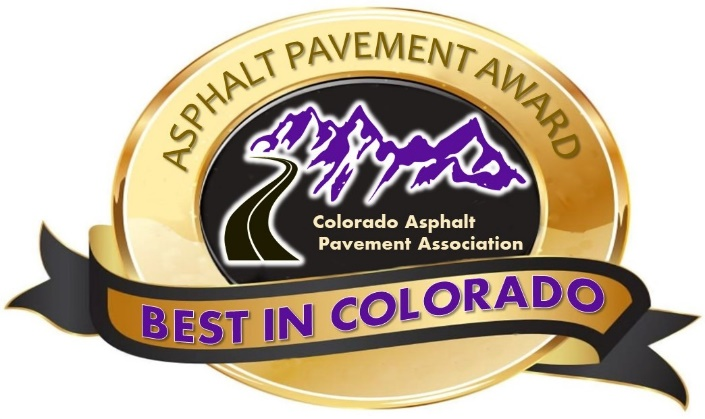 ASPHALT PAVEMENT AWARD
Colorado Asphalt
Pavement Association
BEST IN COLORADO